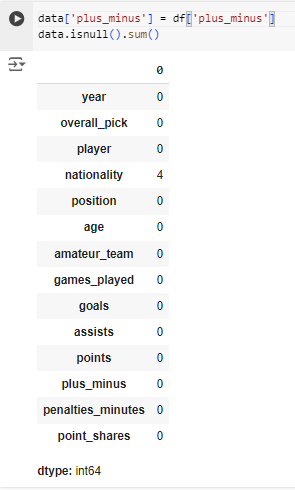 data['plus_minus'] = df['plus_minus']
data.isnull().sum()
0
year 0
overall_pick 0
player 0
nationality 4
position 0
age 0
amateur_team 0
games_played 0
goals 0
assists 0
points 0
plus_minus 0
penalties_minutes 0
point_shares 0
dtype: int64